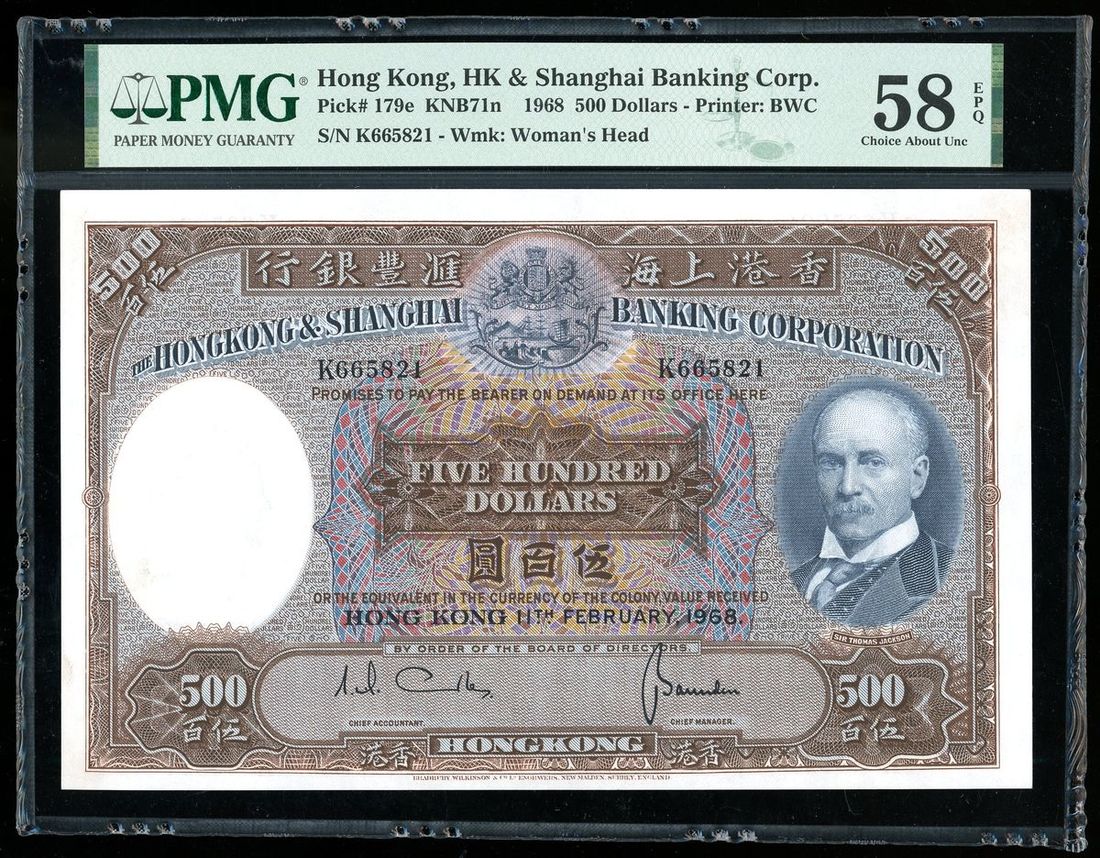 PMG®
PAPER MONEY GUARANTY
Hong Kong, HK & Shanghai Banking Corp.
Pick# 179e KNB71n 1968 500 Dollars - Printer: BWC
S/N K665821 - Wmk: Woman's Head
58
EPQ
Choice About Unc
500
百伍
行銀豐滙
海上港香
500
百伍
THE HONGKONG & SHANGHAI BANKING CORPORATION
K665821 K665821
PROMISES TO PAY THE BEARER ON DEMAND AT ITS OFFICE HERE
FIVE HUNDRED
DOLLARS
圓百伍
OR THE EQUIVALENT IN THE CURRENCY OF THE COLONY, VALUE RECEIVED
HONG KONG 11TH FEBRUARY, 1968.
SIR THOMAS JACKSON
BY ORDER OF THE BOARD OF DIRECTORS.
500
百伍
CHIEF ACCOUNTANT.
CHIEF MANAGER.
500
百伍
港香
HONGKONG
港香
BRADBURY, WILKINSON & Co Ld ENGRAVERS, NEW MALDEN, SURREY, ENGLAND